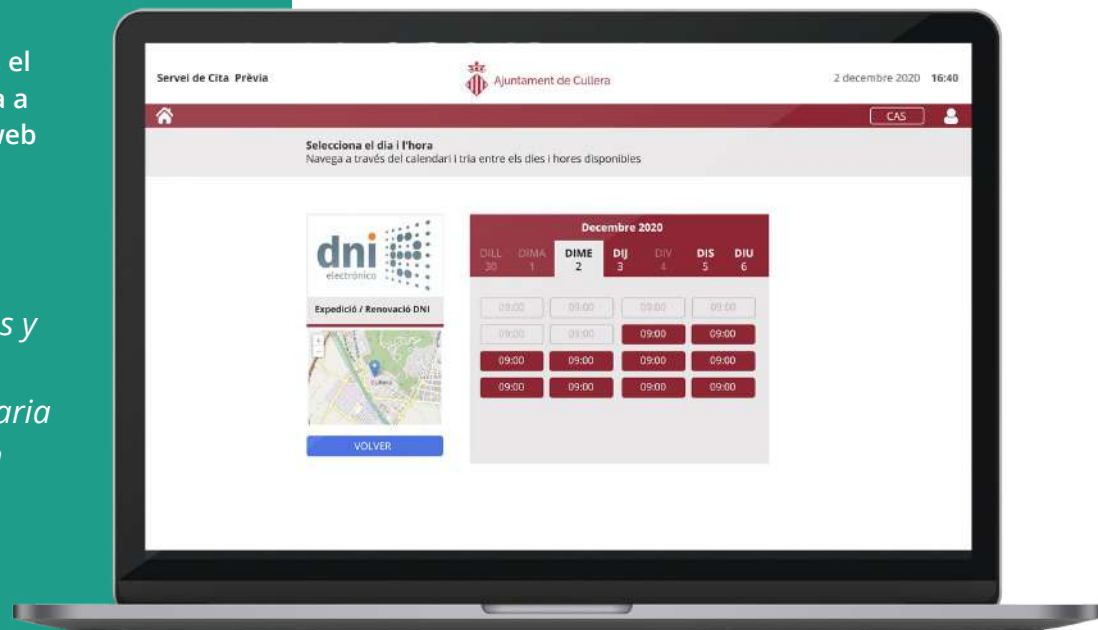 el
a a
web
s y
aria
Servei de Cita Prèvia
Ajuntament de Cullera
2 decembre 2020 16:40
CAS
Selecciona el dia i l'hora
Navega a través del calendari i tria entre els dies i hores disponibles
dni
electrónico
Expedició / Renovació DNI
Cullera
VOLVER
Decembre 2020
DILL DIMA DIME DIJ DIV DIS DIU
30 1 2 3 4 5 6
09:00 09:00 09:00 09:00
09:00 09:00 09:00 09:00
09:00 09:00 09:00 09:00
09:00 09:00 09:00 09:00